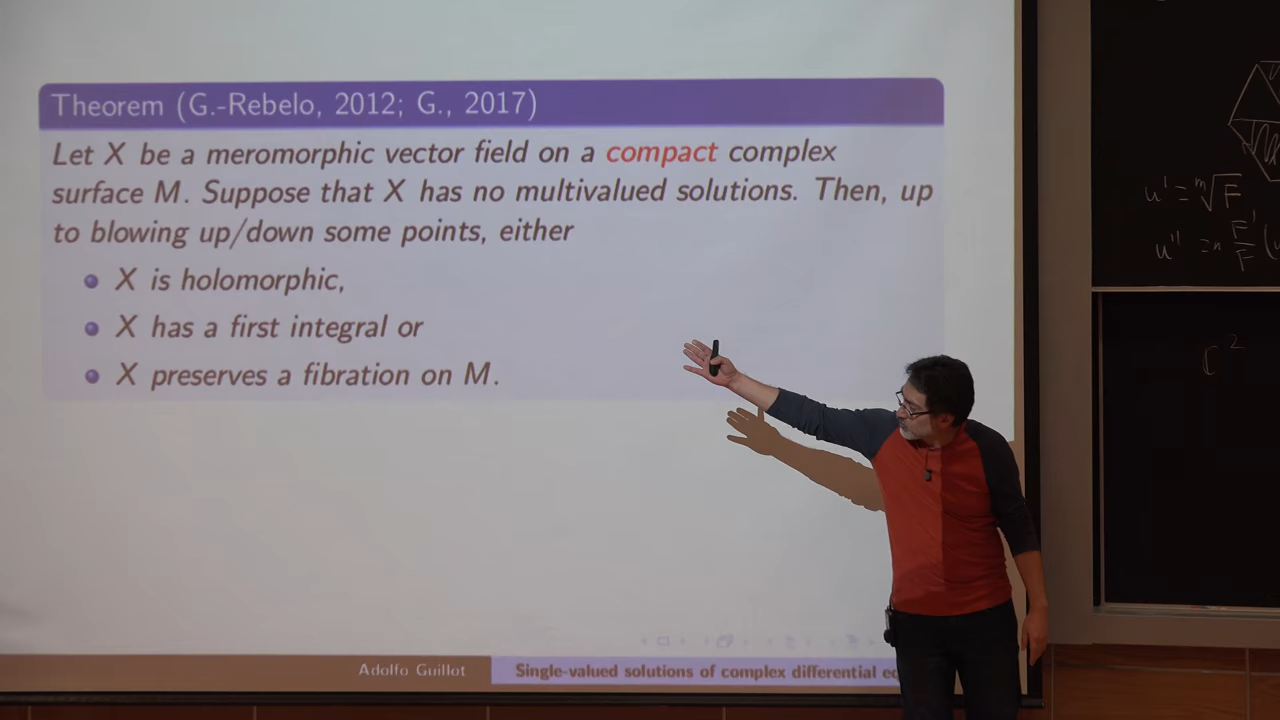 Theorem (G.-Rebelo, 2012; G., 2017)
Let X be a meromorphic vector field on a compact complex
surface M. Suppose that X has no multivalued solutions. Then, up
to blowing up/down some points, either
X is holomorphic,
X has a first integral or
X preserves a fibration on M.
Adolfo Guillot
Single-valued solutions of complex differential
u' = ᵐ√F
u'' = n F'/F
C²